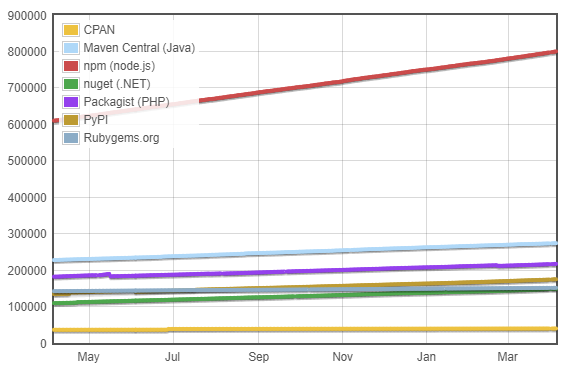 900000
800000
700000
600000
500000
400000
300000
200000
100000
0
CPAN
Maven Central (Java)
npm (node.js)
nuget (.NET)
Packagist (PHP)
PyPI
Rubygems.org
May Jul Sep Nov Jan Mar